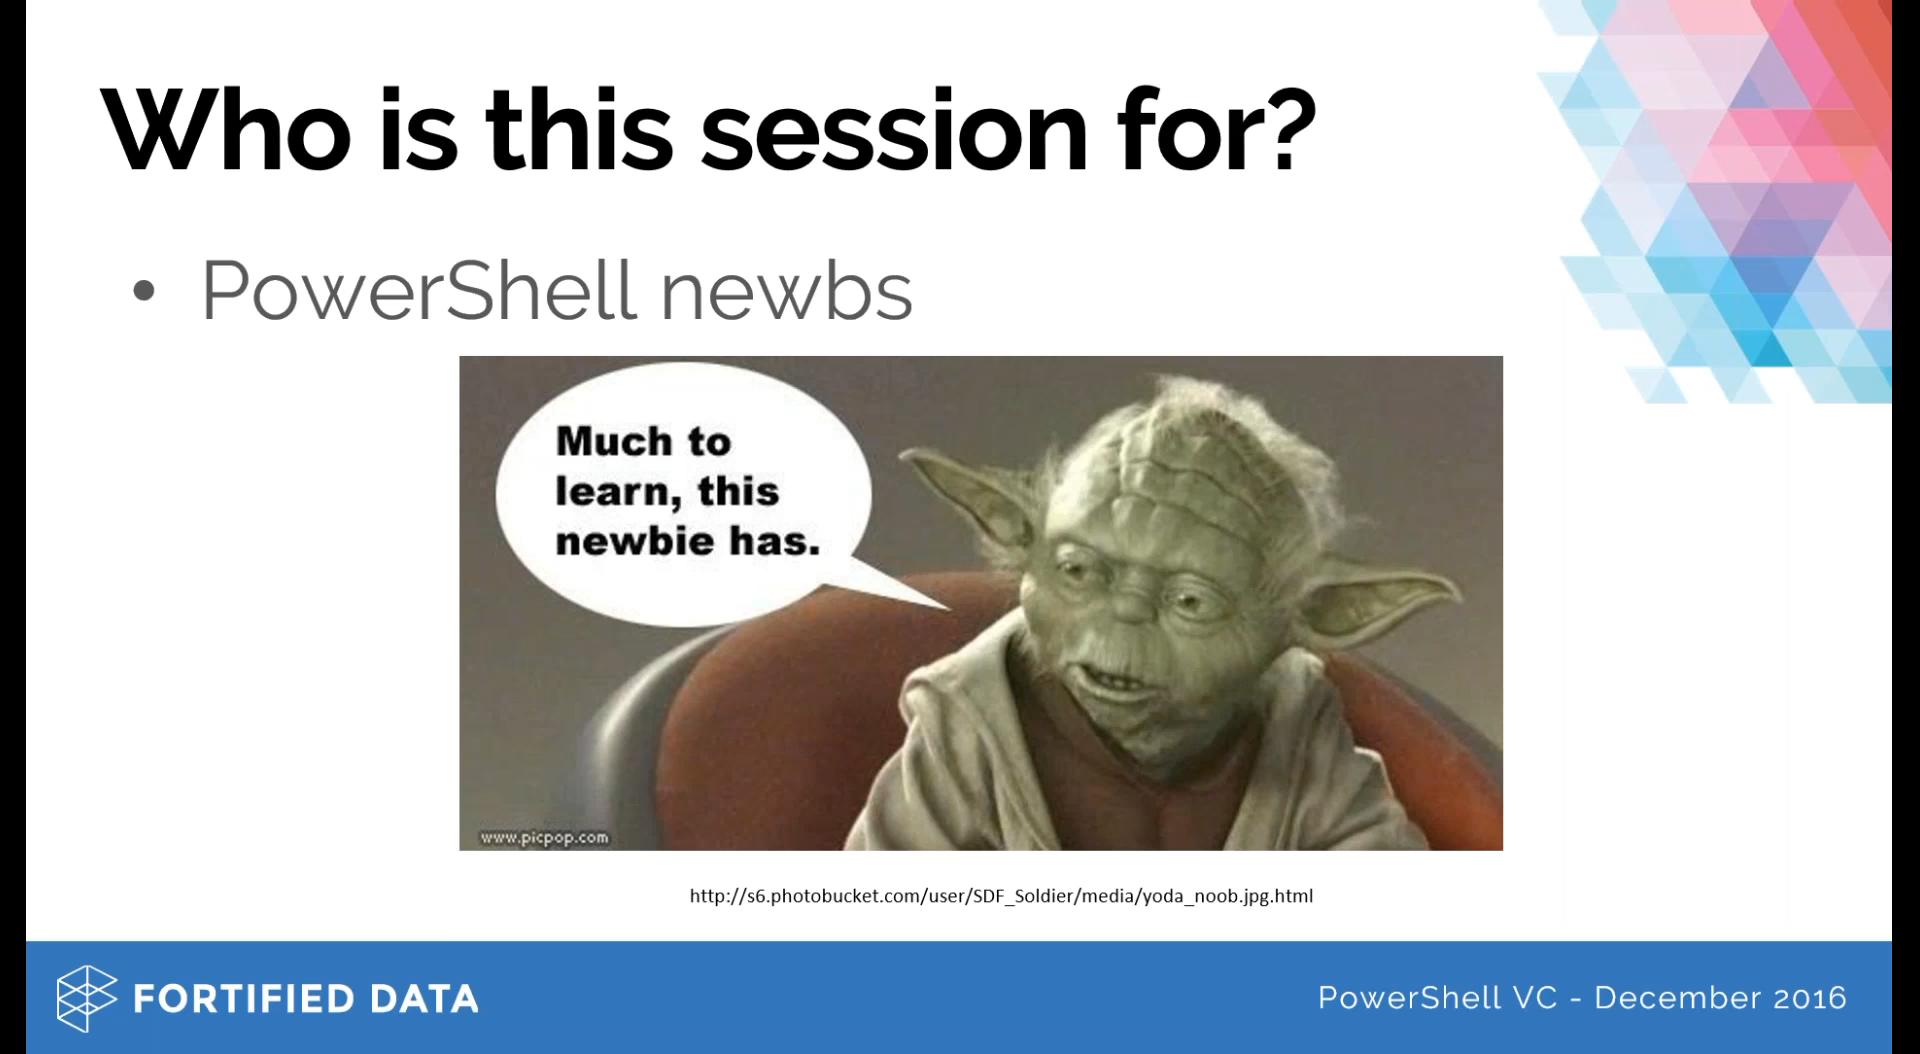 Who is this session for?
• PowerShell newbs
Much to
learn, this
newbie has.
www.picpop.com
http://s6.photobucket.com/user/SDF_Soldier/media/yoda_noob.jpg.html
FORTIFIED DATA
PowerShell VC - December 2016